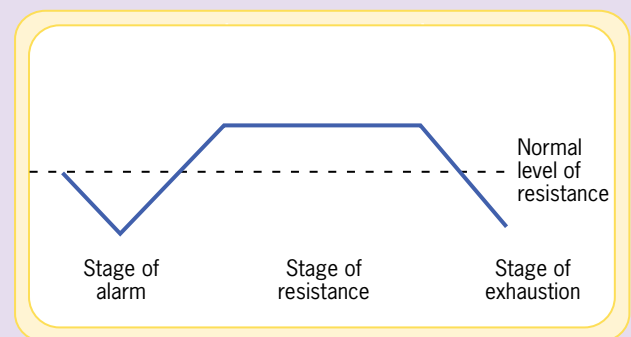 Normal
level of
resistance
Stage of
alarm
Stage of
resistance
Stage of
exhaustion